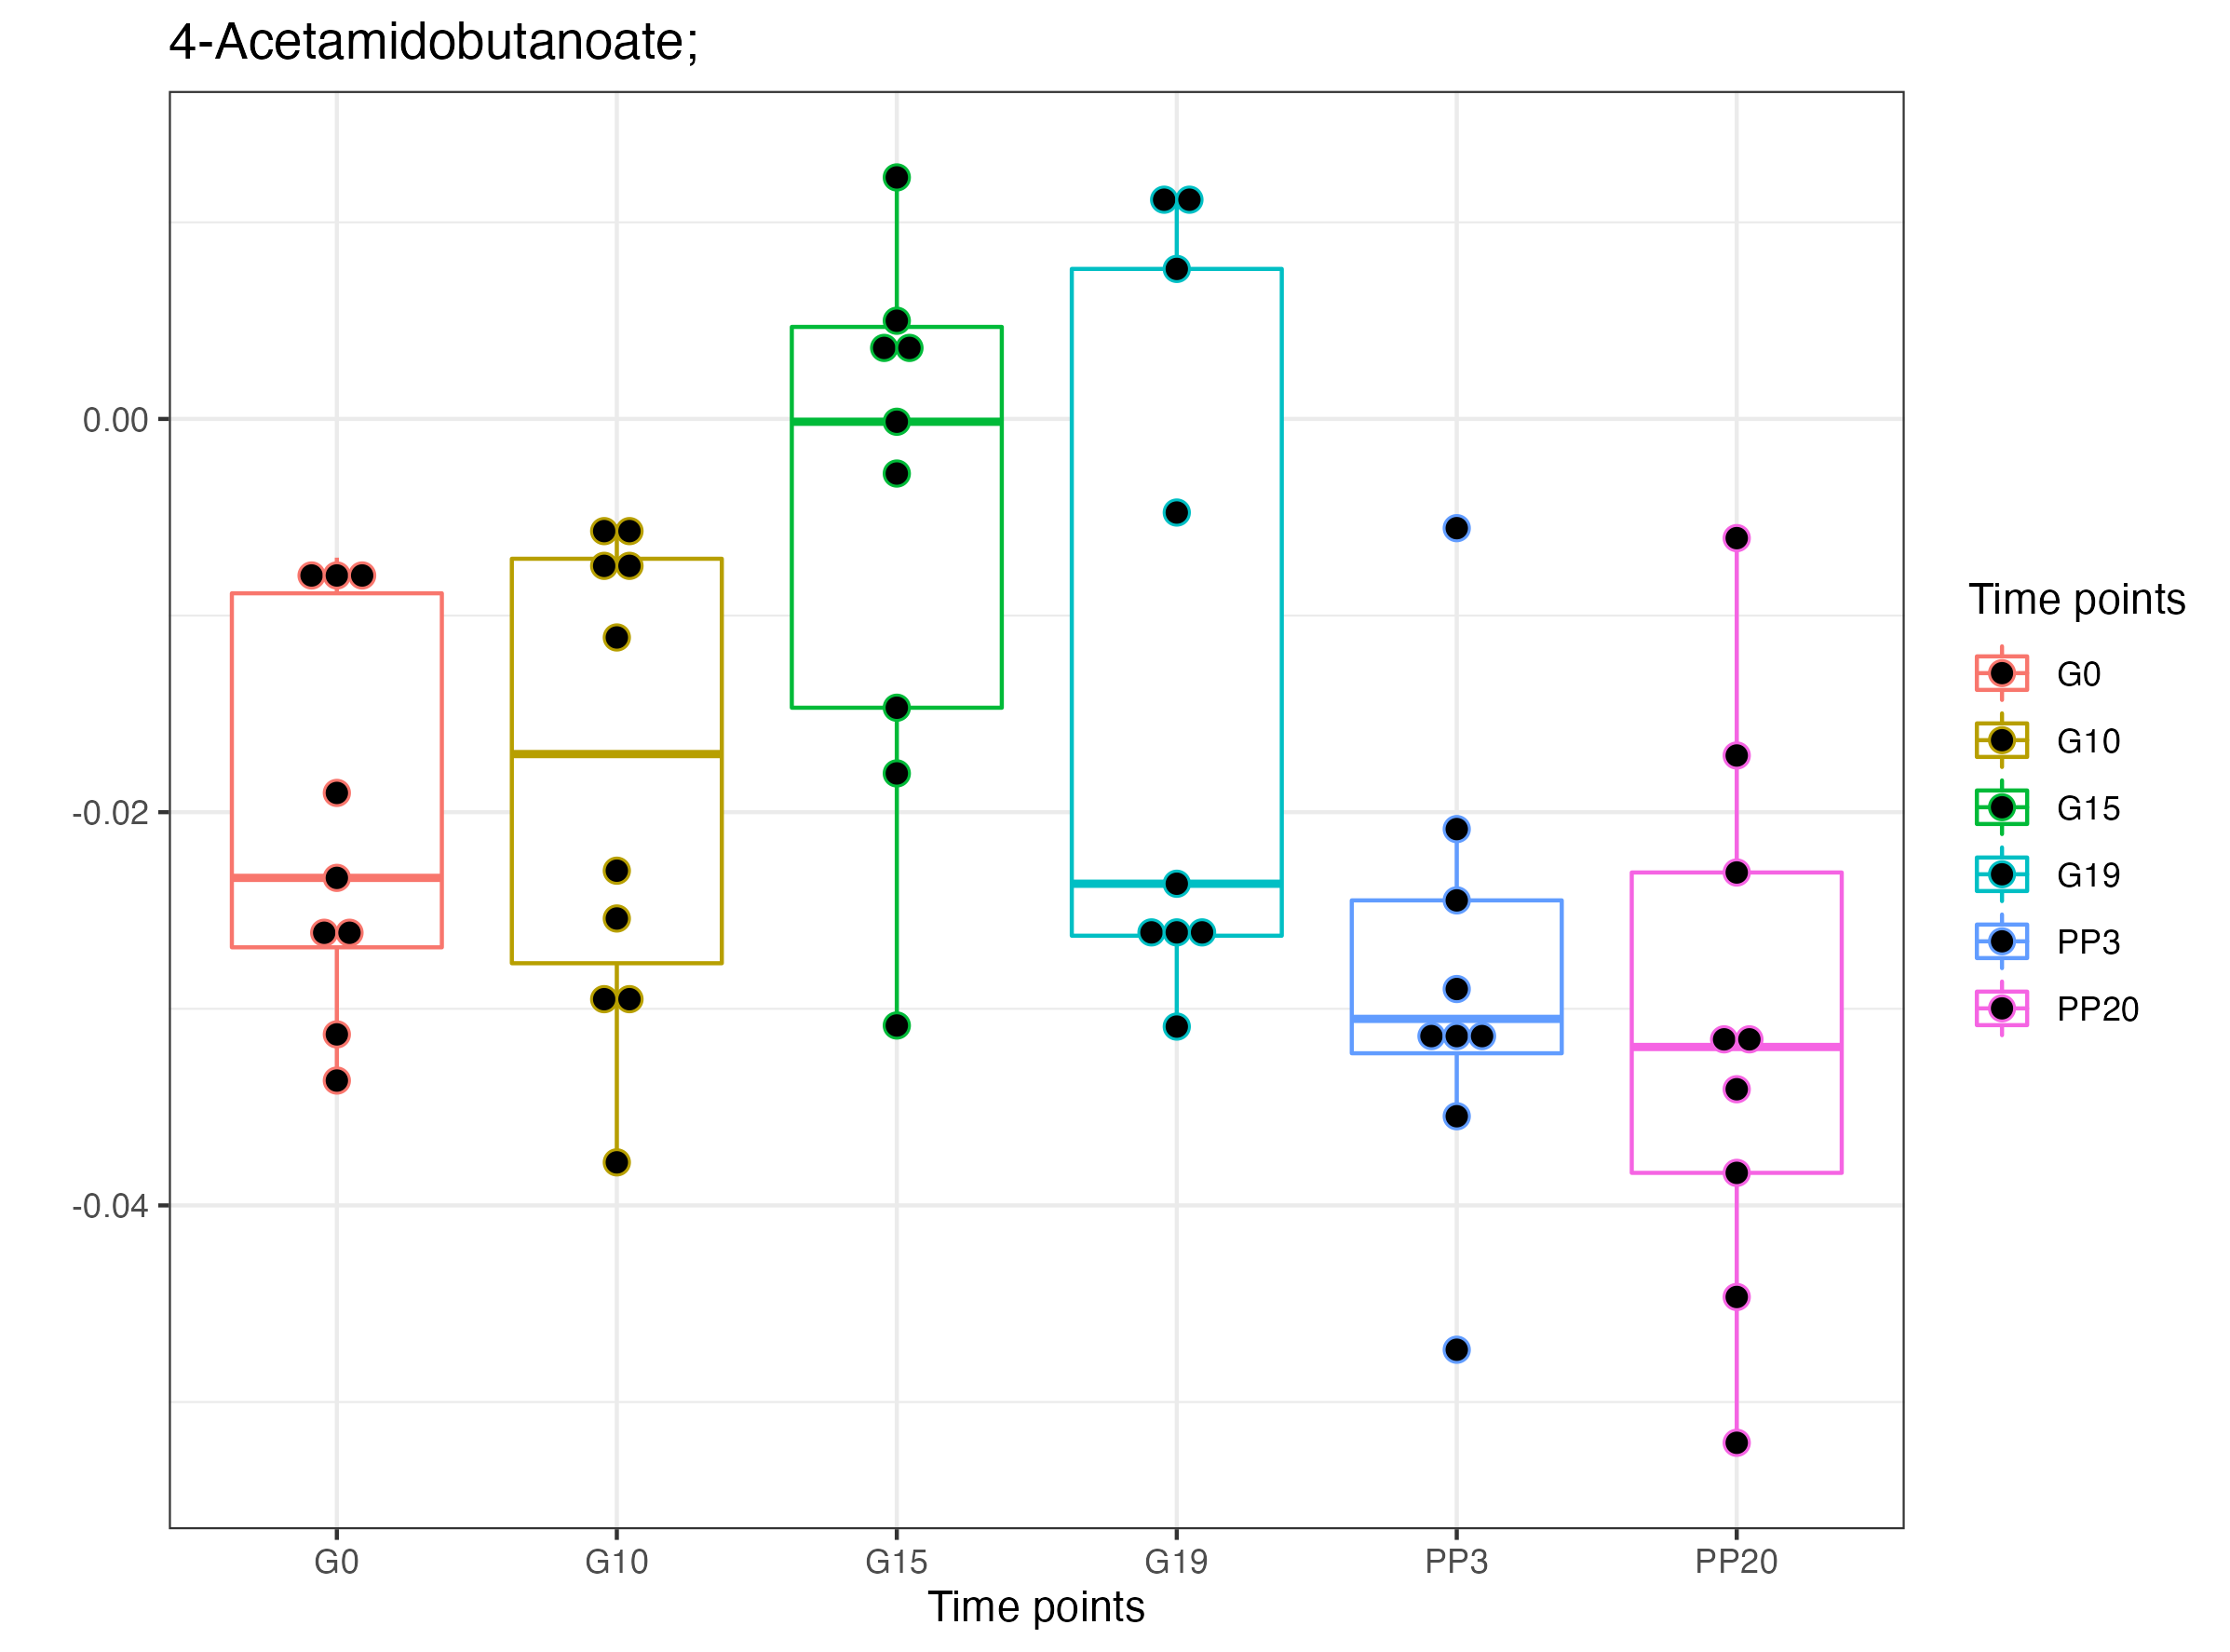 4-Acetamidobutanoate;
0.00
-0.02
-0.04
G0 G10 G15 G19 PP3 PP20
Time points
Time points
G0
G10
G15
G19
PP3
PP20